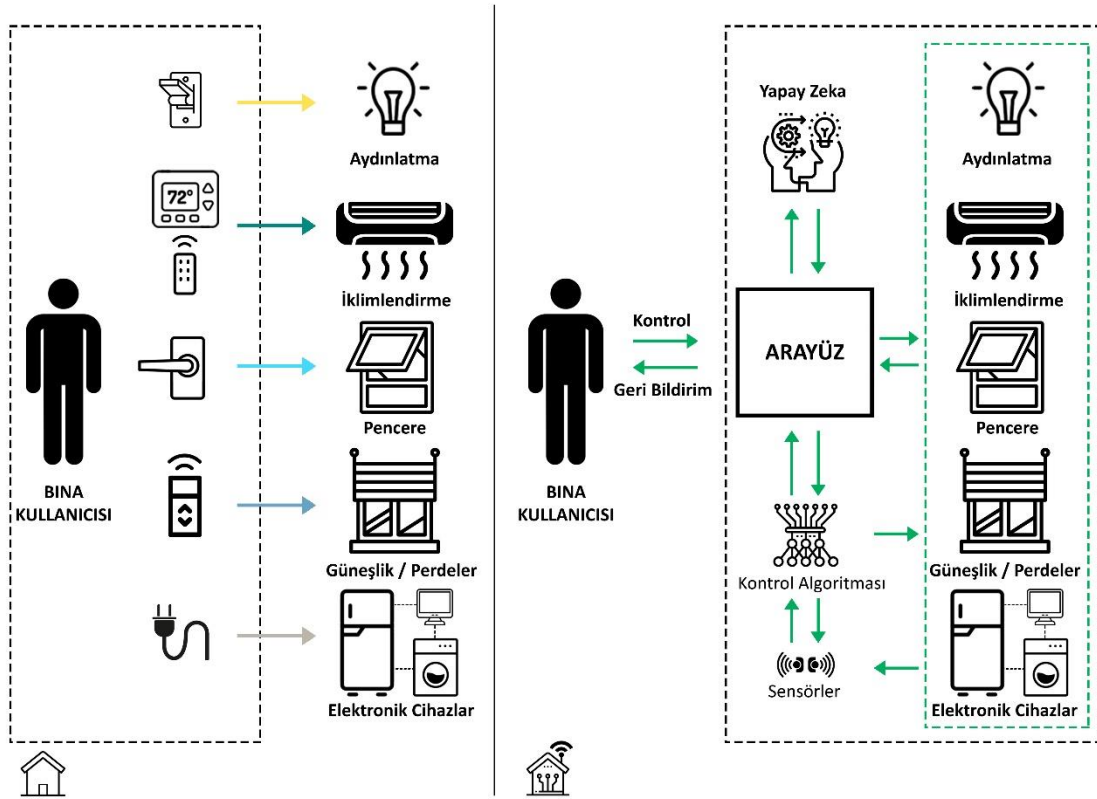 Aydınlatma
72°
İklimlendirme
Pencere
BINA
KULLANICISI
Güneşlik / Perdeler
Elektronik Cihazlar
Yapay Zeka
Aydınlatma
İklimlendirme
Kontrol
ARAYÜZ
Geri Bildirim
Pencere
BINA
KULLANICISI
Kontrol Algoritması
Güneşlik / Perdeler
Sensörler
Elektronik Cihazlar